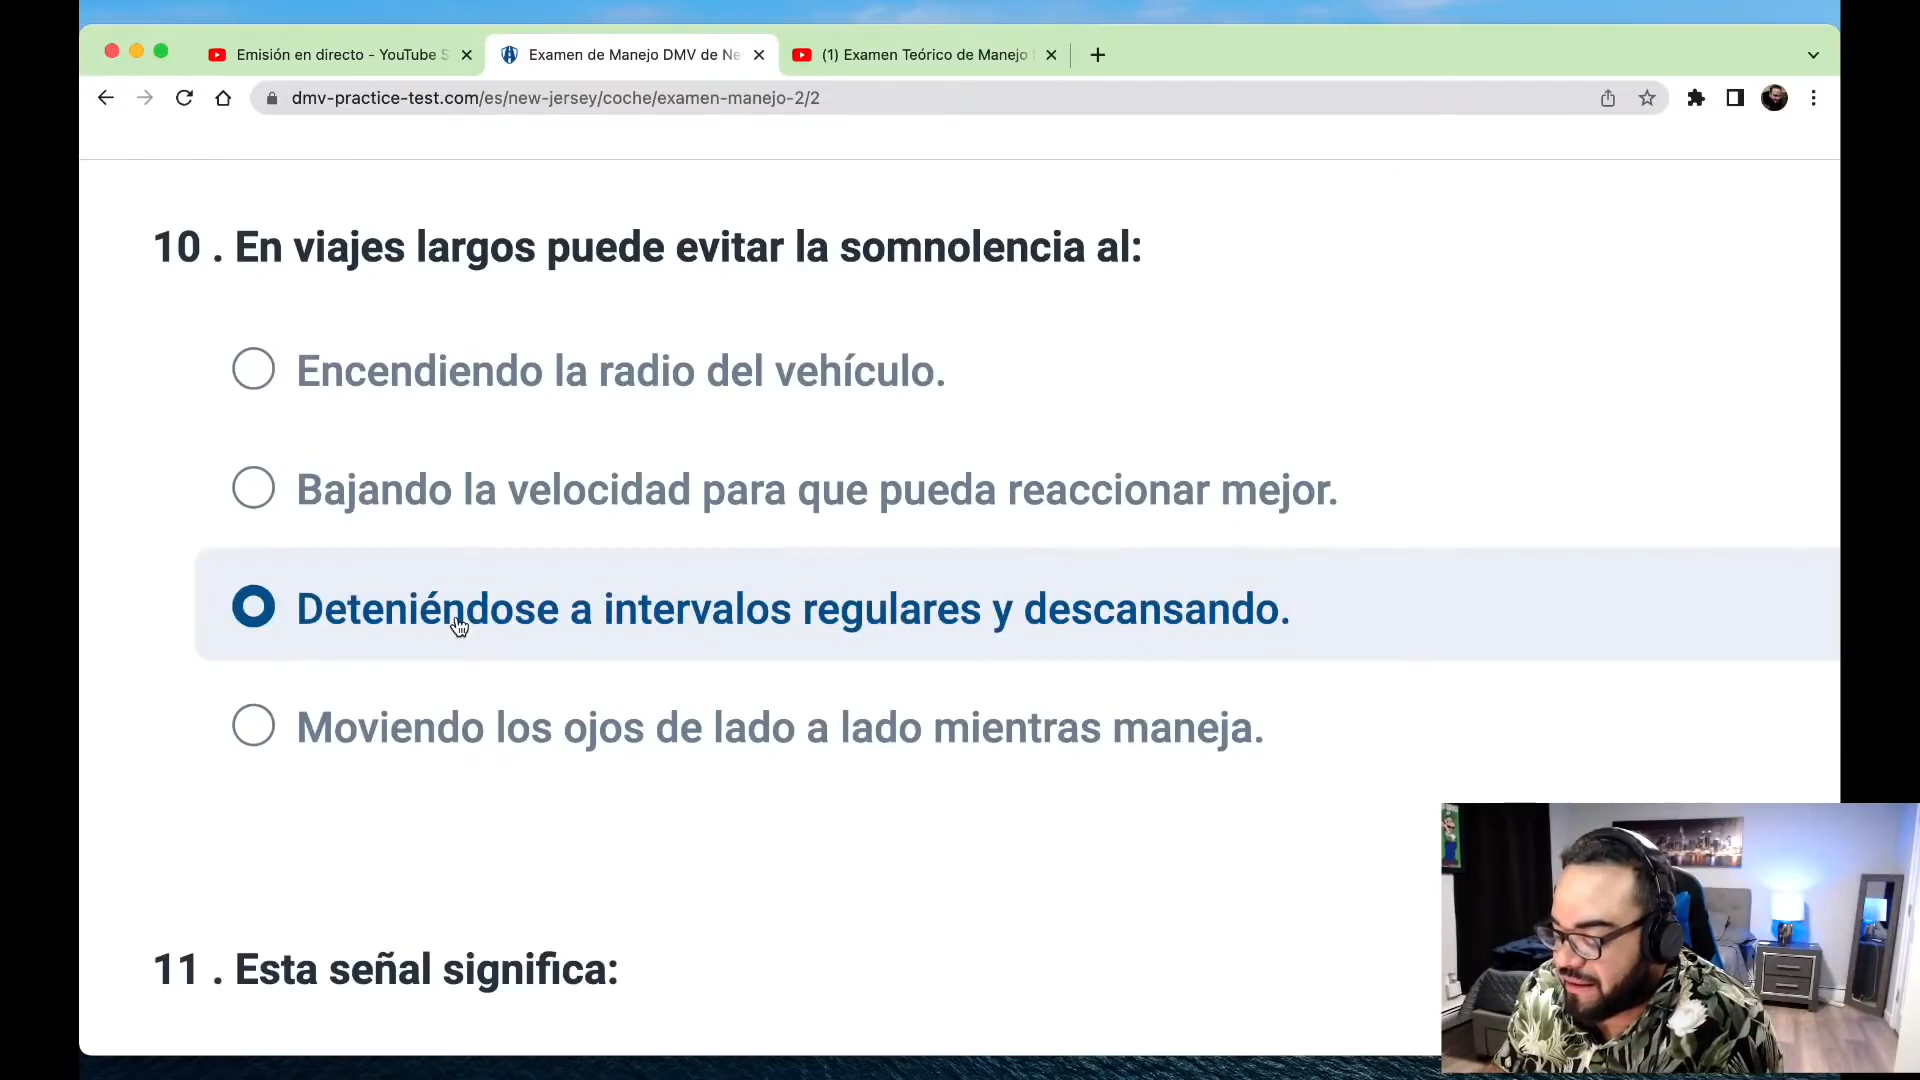 Emisión en directo - YouTube S
Examen de Manejo DMV de Ne
(1) Examen Teórico de Manejo
dmv-practice-test.com/es/new-jersey/coche/examen-manejo-2/2
10 . En viajes largos puede evitar la somnolencia al:
Encendiendo la radio del vehículo.
Bajando la velocidad para que pueda reaccionar mejor.
Deteniéndose a intervalos regulares y descansando.
Moviendo los ojos de lado a lado mientras maneja.
11 . Esta señal significa: